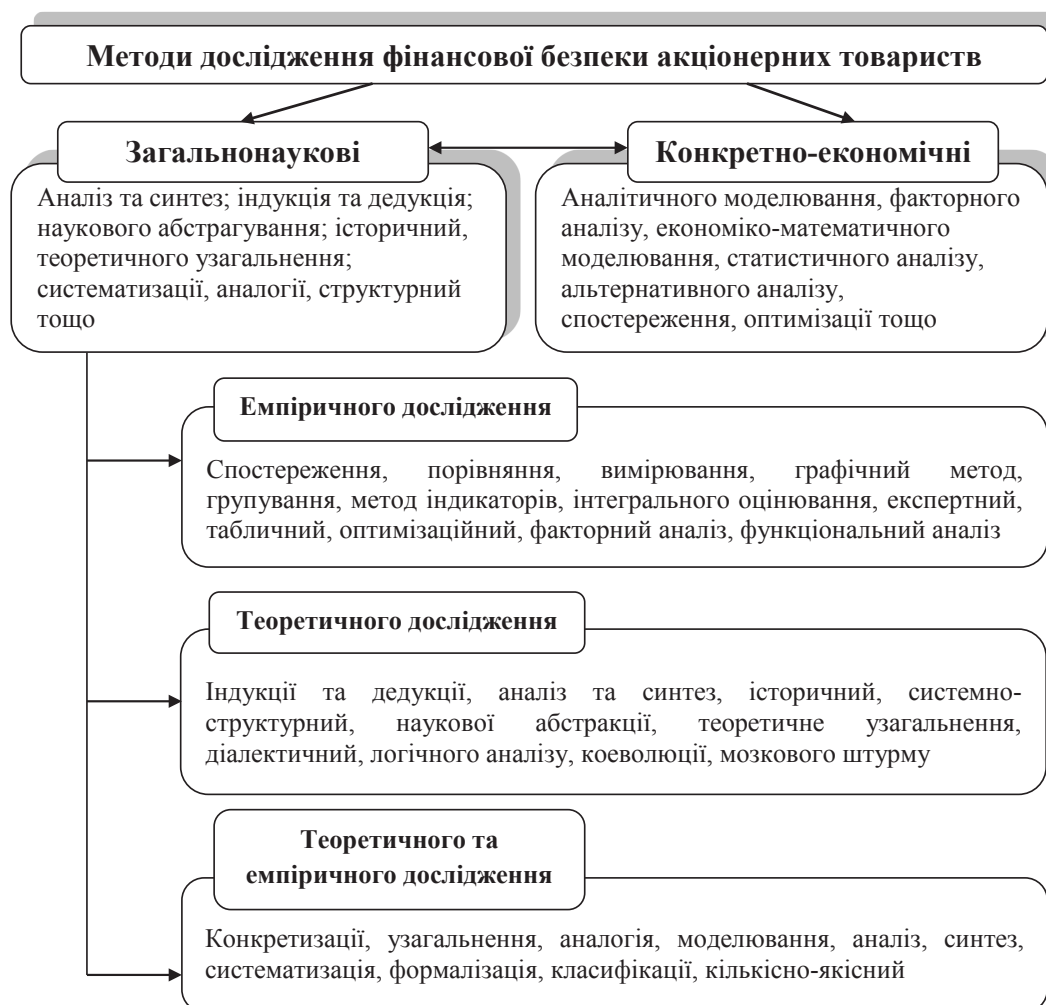 Методи дослідження фінансової безпеки акціонерних товариств
Загальнонаукові
Аналіз та синтез; індукція та дедукція;
наукового абстрагування; історичний,
теоретичного узагальнення;
систематизації, аналогії, структурний
тощо
Конкретно-економічні
Аналітичного моделювання, факторного
аналізу, економіко-математичного
моделювання, статистичного аналізу,
альтернативного аналізу,
спостереження, оптимізації тощо
Емпіричного дослідження
Спостереження, порівняння, вимірювання, графічний метод,
групування, метод індикаторів, інтегрального оцінювання, експертний,
табличний, оптимізаційний, факторний аналіз, функціональний аналіз
Теоретичного дослідження
Індукції та дедукції, аналіз та синтез, історичний, системно-
структурний, наукової абстракції, теоретичне узагальнення,
діалектичний, логічного аналізу, коеволюції, мозкового штурму
Теоретичного та
емпіричного дослідження
Конкретизації, узагальнення, аналогія, моделювання, аналіз, синтез,
систематизація, формалізація, класифікації, кількісно-якісний